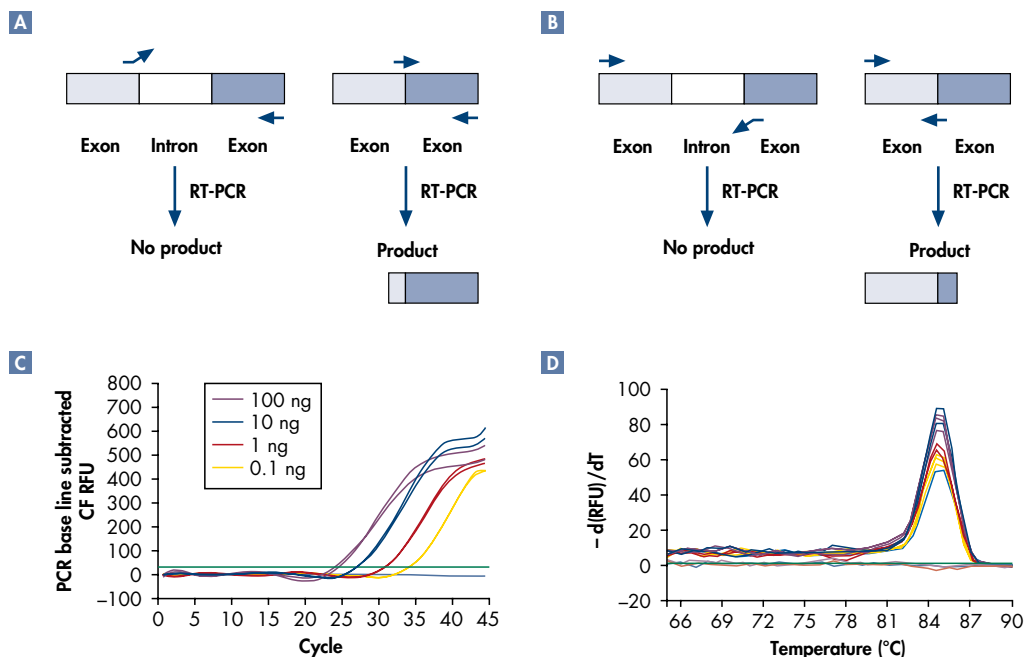 A
Exon Intron Exon
RT-PCR
No product
Exon Exon
RT-PCR
Product
B
Exon Intron Exon
RT-PCR
No product
Exon Exon
RT-PCR
Product
C
PCR base line subtracted
CF RFU
800
700
600
500
400
300
200
100
0
−100
100 ng
10 ng
1 ng
0.1 ng
0 5 10 15 20 25 30 35 40 45
Cycle
D
− d(RFU)/dT
100
80
60
40
20
0
−20
66 69 72 75 78 81 84 87 90
Temperature (°C)